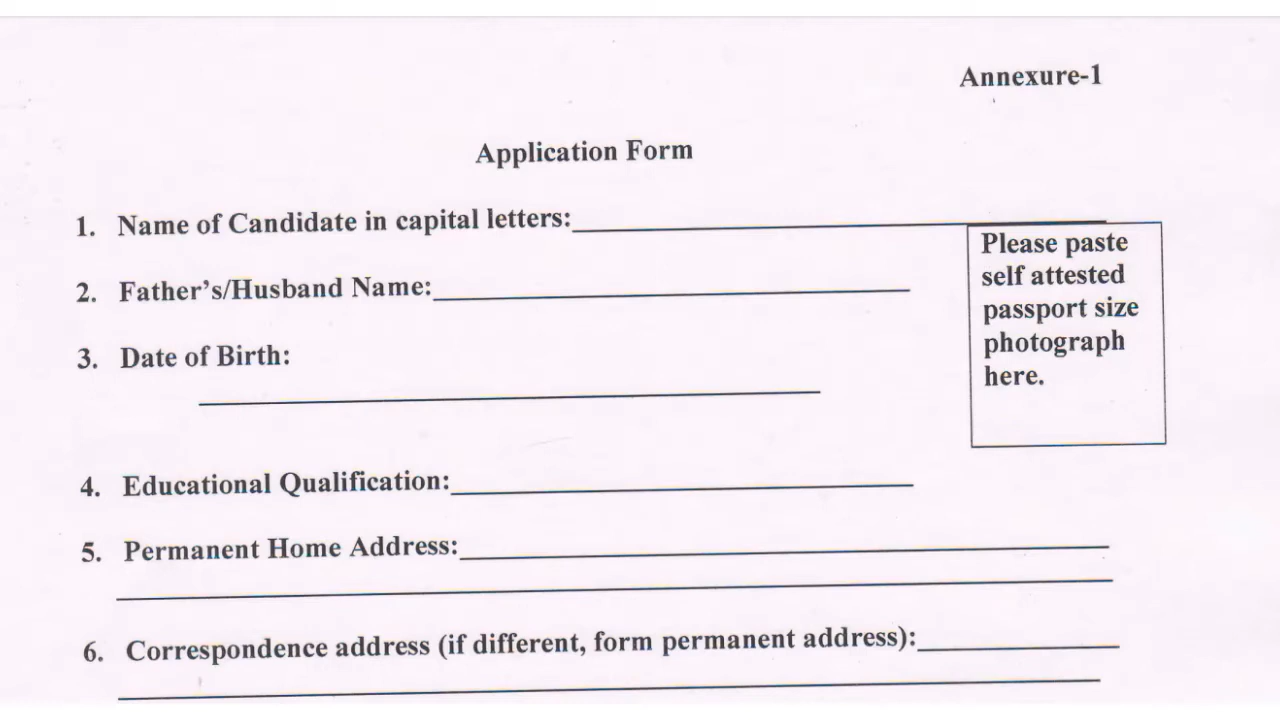 Annexure-1
Application Form
1. Name of Candidate in capital letters:
2. Father's/Husband Name:
3. Date of Birth:
Please paste
self attested
passport size
photograph
here.
4. Educational Qualification:
5. Permanent Home Address:
6. Correspondence address (if different, form permanent address):